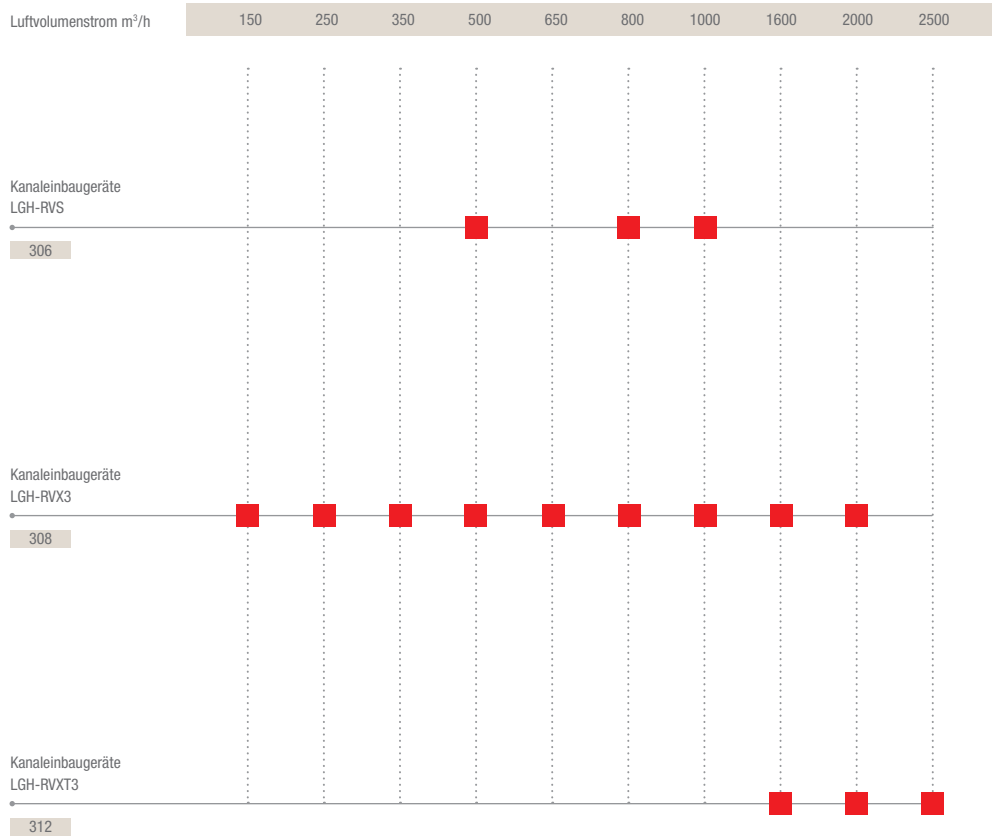 Luftvolumenstrom m³/h 150 250 350 500 650 800 1000 1600 2000 2500
Kanaleinbaugeräte
LGH-RVS
306
Kanaleinbaugeräte
LGH-RVX3
308
Kanaleinbaugeräte
LGH-RVXT3
312